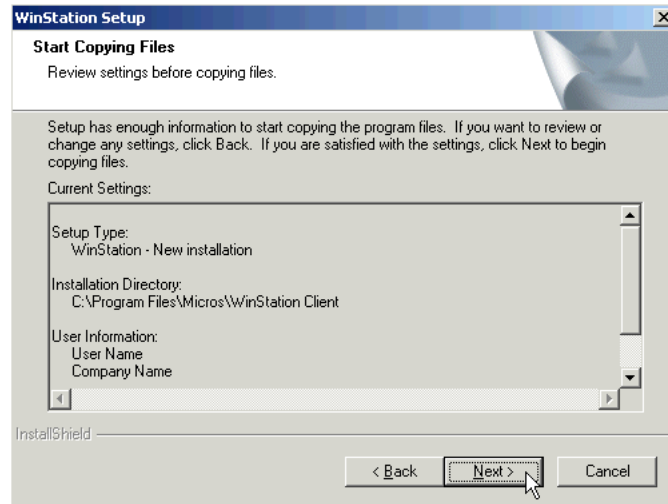 WinStation Setup
Start Copying Files
Review settings before copying files.
Setup has enough information to start copying the program files. If you want to review or
change any settings, click Back. If you are satisfied with the settings, click Next to begin
copying files.
Current Settings:
Setup Type:
WinStation - New installation
Installation Directory:
C:\Program Files\Micros\WinStation Client
User Information:
User Name
Company Name
InstallShield
< Back Next > Cancel